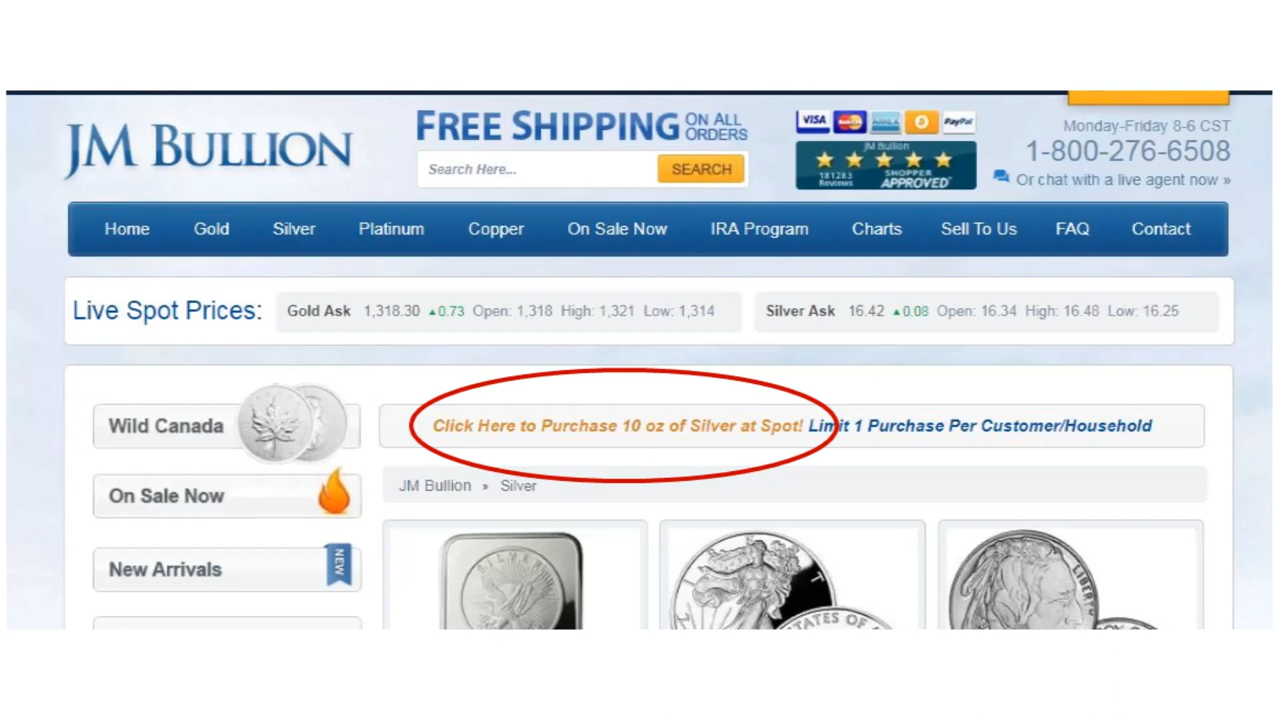 JM BULLION
FREE SHIPPING ON ALL ORDERS
Search Here...
SEARCH
VISA
PayPal
JM Bullion
181283 Reviews
SHOPPER APPROVED
Monday-Friday 8-6 CST
1-800-276-6508
Or chat with a live agent now »
Home Gold Silver Platinum Copper On Sale Now IRA Program Charts Sell To Us FAQ Contact
Live Spot Prices: Gold Ask 1,318.30 ▲0.73 Open: 1,318 High: 1,321 Low: 1,314 Silver Ask 16.42 ▲0.08 Open: 16.34 High: 16.48 Low: 16.25
Wild Canada
Click Here to Purchase 10 oz of Silver at Spot! Limit 1 Purchase Per Customer/Household
On Sale Now
JM Bullion » Silver
New Arrivals
NEW
SILVER
LIBERTY